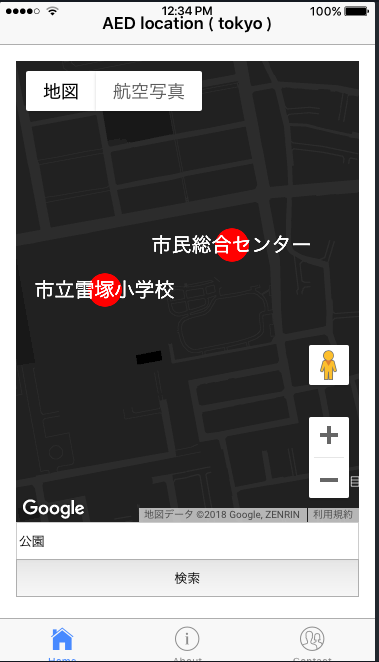 12:34 PM
100%
AED location ( tokyo )
地図
航空写真
市民総合センター
市立雷塚小学校
Google
地図データ ©2018 Google, ZENRIN
利用規約
公園
検索
Home
About
Contact